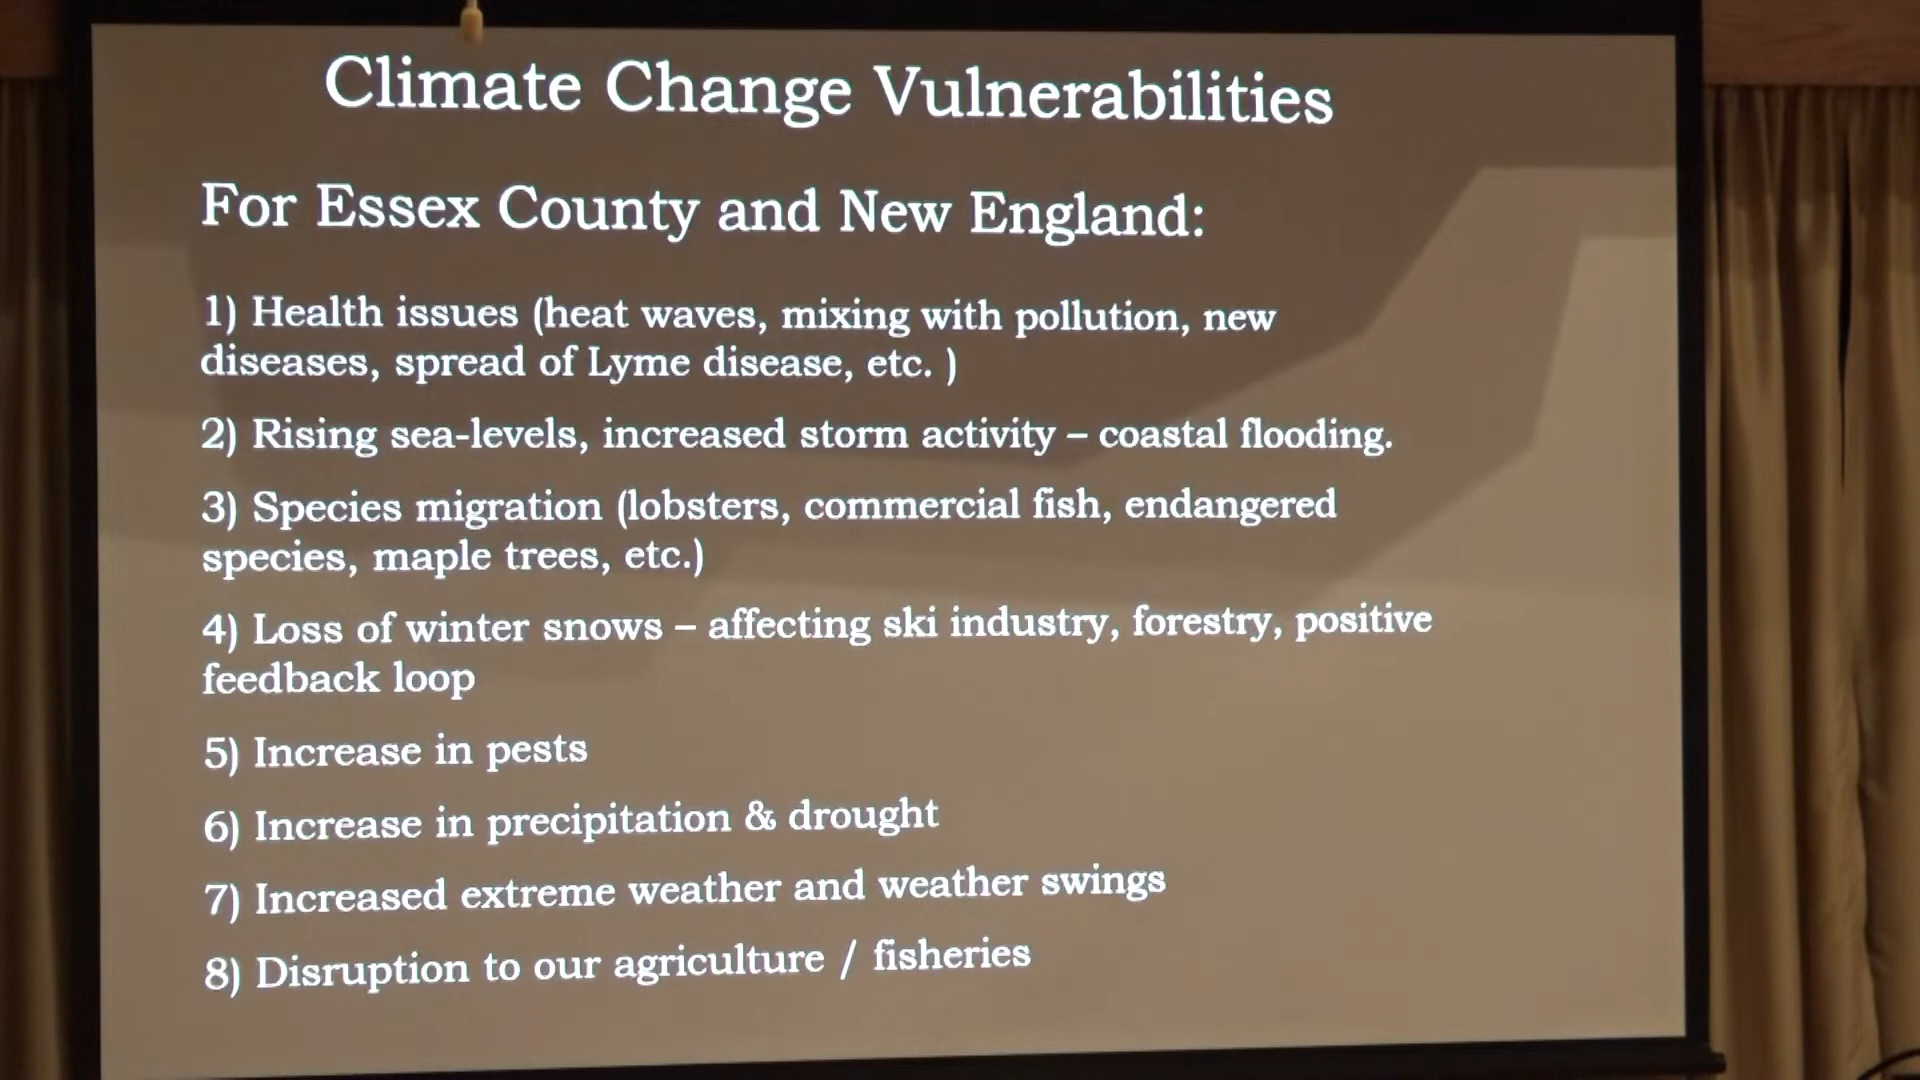 Climate Change Vulnerabilities
For Essex County and New England:
1) Health issues (heat waves, mixing with pollution, new
diseases, spread of Lyme disease, etc. )
2) Rising sea-levels, increased storm activity – coastal flooding.
3) Species migration (lobsters, commercial fish, endangered
species, maple trees, etc.)
4) Loss of winter snows – affecting ski industry, forestry, positive
feedback loop
5) Increase in pests
6) Increase in precipitation & drought
7) Increased extreme weather and weather swings
8) Disruption to our agriculture / fisheries